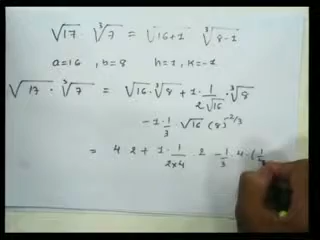 √17 ∛7 = √16+1 ∛8-1
a=16 , b=8 h=1, k=-1
√17 · ∛7 = √16 · ∛8 + 1 · 1/(2√16) · ∛8
-1 · 1/3 √16 (8)^-2/3
= 4 2 + 1 · 1/(2×4) · 2 - 1/3 · 4 · (1/